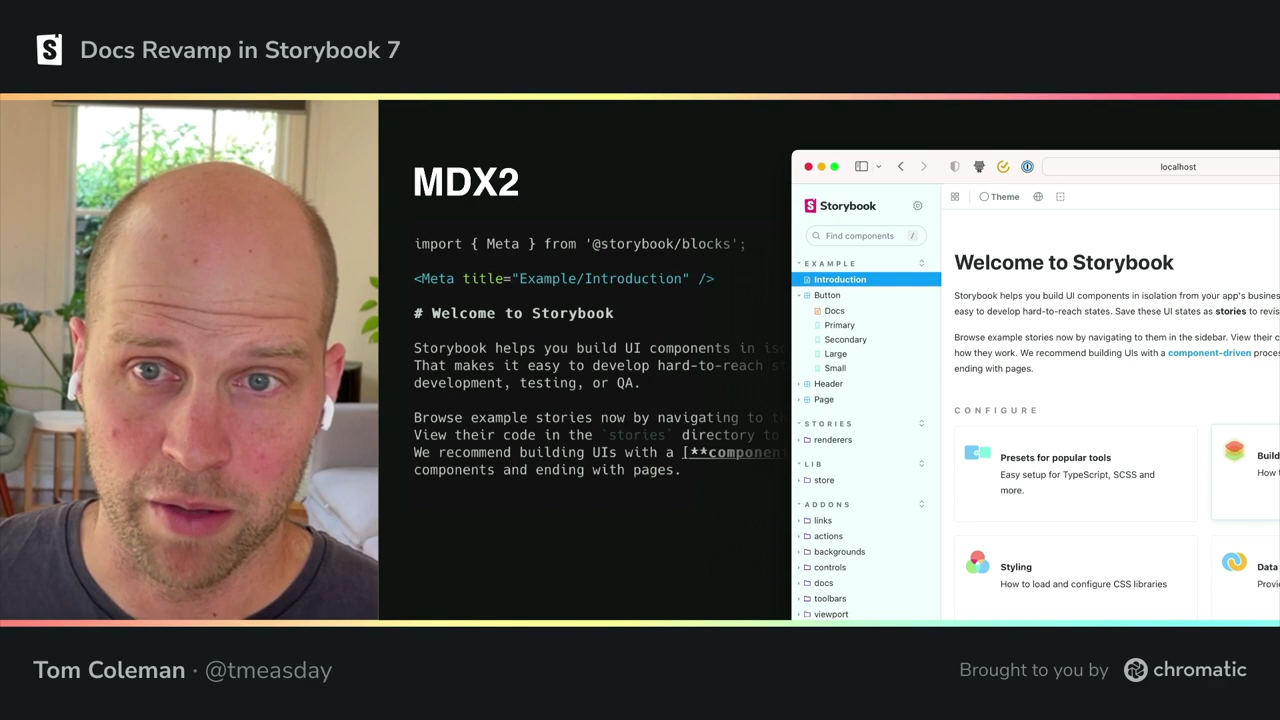 Docs Revamp in Storybook 7
MDX2
import { Meta } from '@storybook/blocks';
<Meta title="Example/Introduction" />
# Welcome to Storybook
Storybook helps you build UI components in
That makes it easy to develop hard-to-reach
development, testing, or QA.
Browse example stories now by navigating to
View their code in the `stories` directory to
We recommend building UIs with a [**componen
components and ending with pages.
localhost
Storybook
Find components /
EXAMPLE
Introduction
Button
Docs
Primary
Secondary
Large
Small
Header
Page
STORIES
renderers
LIB
store
ADDONS
links
actions
backgrounds
controls
docs
toolbars
viewport
Theme
Welcome to Storybook
Storybook helps you build UI components in isolation from your app's busines
easy to develop hard-to-reach states. Save these UI states as stories to revis
Browse example stories now by navigating to them in the sidebar. View their c
how they work. We recommend building UIs with a component-driven proces
ending with pages.
CONFIGURE
Presets for popular tools
Easy setup for TypeScript, SCSS and
more.
Build
How t
Styling
How to load and configure CSS libraries
Data
Provi
Tom Coleman · @tmeasday
Brought to you by chromatic